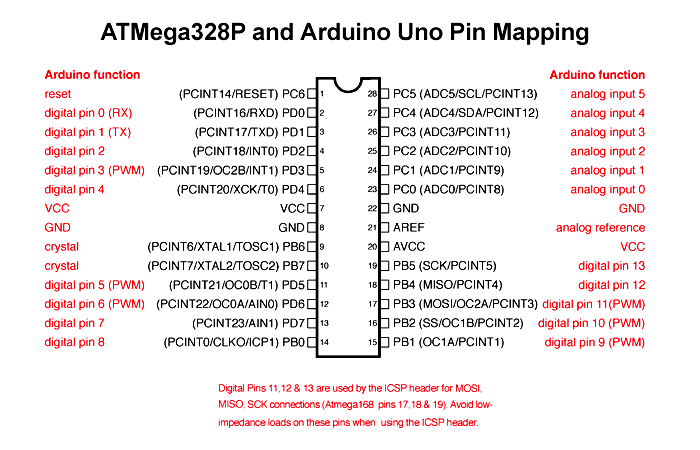 ATMega328P and Arduino Uno Pin Mapping
Arduino function Arduino function
reset (PCINT14/RESET) PC6 1 28 PC5 (ADC5/SCL/PCINT13) analog input 5
digital pin 0 (RX) (PCINT16/RXD) PD0 2 27 PC4 (ADC4/SDA/PCINT12) analog input 4
digital pin 1 (TX) (PCINT17/TXD) PD1 3 26 PC3 (ADC3/PCINT11) analog input 3
digital pin 2 (PCINT18/INT0) PD2 4 25 PC2 (ADC2/PCINT10) analog input 2
digital pin 3 (PWM) (PCINT19/OC2B/INT1) PD3 5 24 PC1 (ADC1/PCINT9) analog input 1
digital pin 4 (PCINT20/XCK/T0) PD4 6 23 PC0 (ADC0/PCINT8) analog input 0
VCC VCC 7 22 GND GND
GND GND 8 21 AREF analog reference
crystal (PCINT6/XTAL1/TOSC1) PB6 9 20 AVCC VCC
crystal (PCINT7/XTAL2/TOSC2) PB7 10 19 PB5 (SCK/PCINT5) digital pin 13
digital pin 5 (PWM) (PCINT21/OC0B/T1) PD5 11 18 PB4 (MISO/PCINT4) digital pin 12
digital pin 6 (PWM) (PCINT22/OC0A/AIN0) PD6 12 17 PB3 (MOSI/OC2A/PCINT3) digital pin 11(PWM)
digital pin 7 (PCINT23/AIN1) PD7 13 16 PB2 (SS/OC1B/PCINT2) digital pin 10 (PWM)
digital pin 8 (PCINT0/CLKO/ICP1) PB0 14 15 PB1 (OC1A/PCINT1) digital pin 9 (PWM)
Digital Pins 11,12 & 13 are used by the ICSP header for MOSI,
MISO, SCK connections (Atmega168 pins 17,18 & 19). Avoid low-
impedance loads on these pins when using the ICSP header.